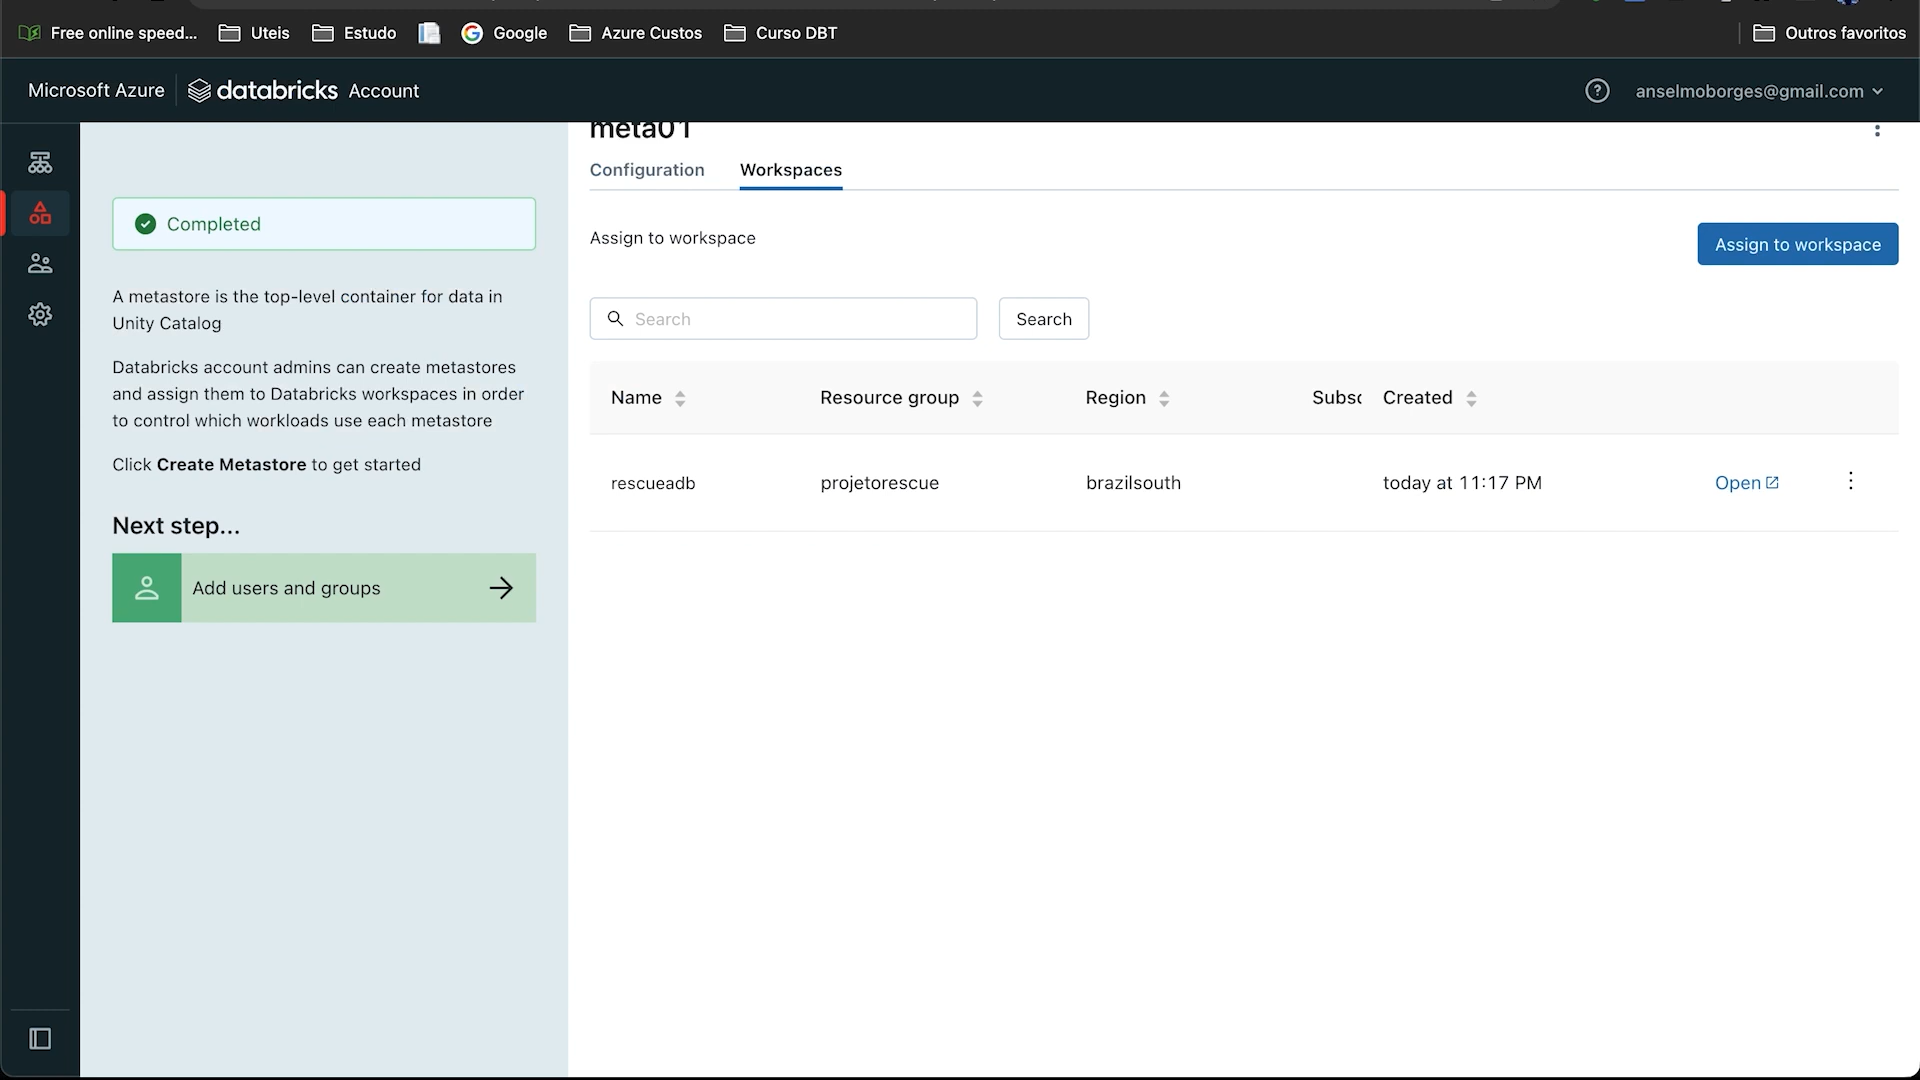 Free online speed...
Uteis
Estudo
Google
Azure Custos
Curso DBT
Outros favoritos
Microsoft Azure
databricks Account
anselmoborges@gmail.com
meta01
Configuration
Workspaces
Completed
Assign to workspace
Assign to workspace
A metastore is the top-level container for data in
Unity Catalog
Search
Search
Databricks account admins can create metastores
and assign them to Databricks workspaces in order
to control which workloads use each metastore
Name
Resource group
Region
Subsc
Created
Click Create Metastore to get started
rescueadb
projetorescue
brazilsouth
today at 11:17 PM
Open
Next step...
Add users and groups